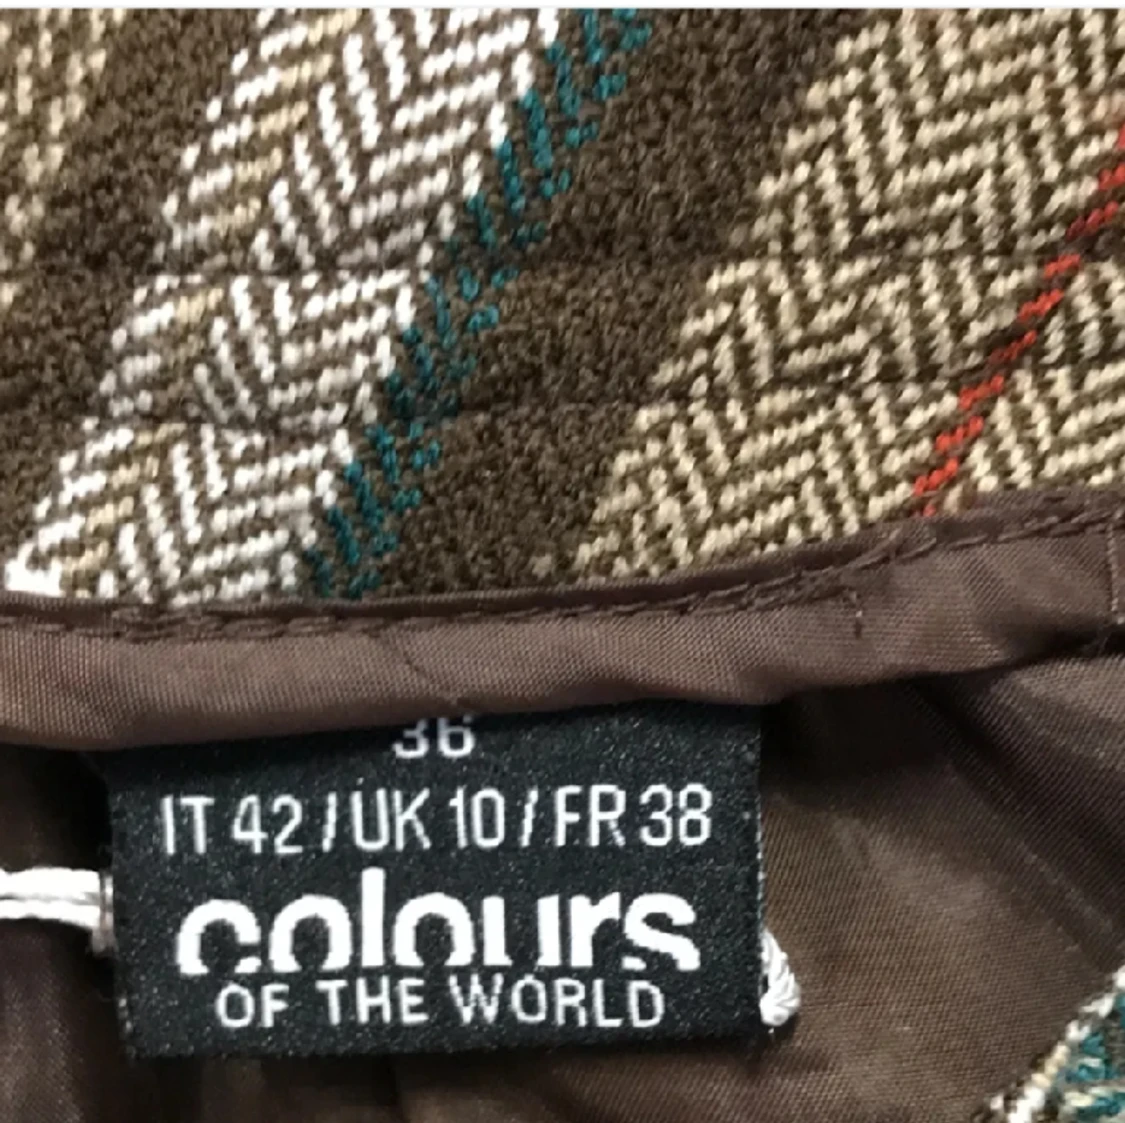 36
IT 42 / UK 10 / FR 38
colours
OF THE WORLD